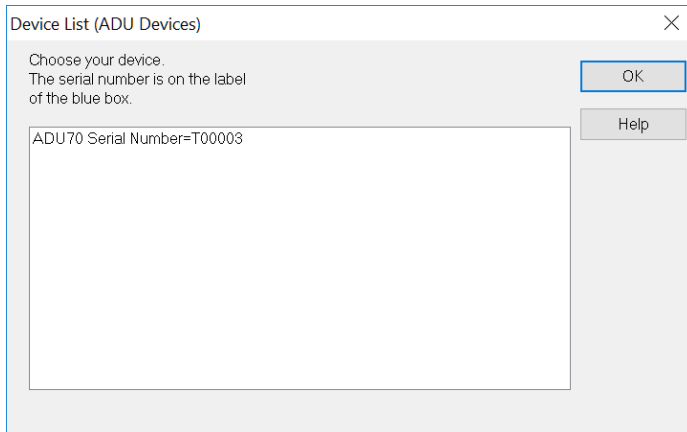 Device List (ADU Devices)
Choose your device.
The serial number is on the label
of the blue box.
OK
Help
ADU70 Serial Number=T00003